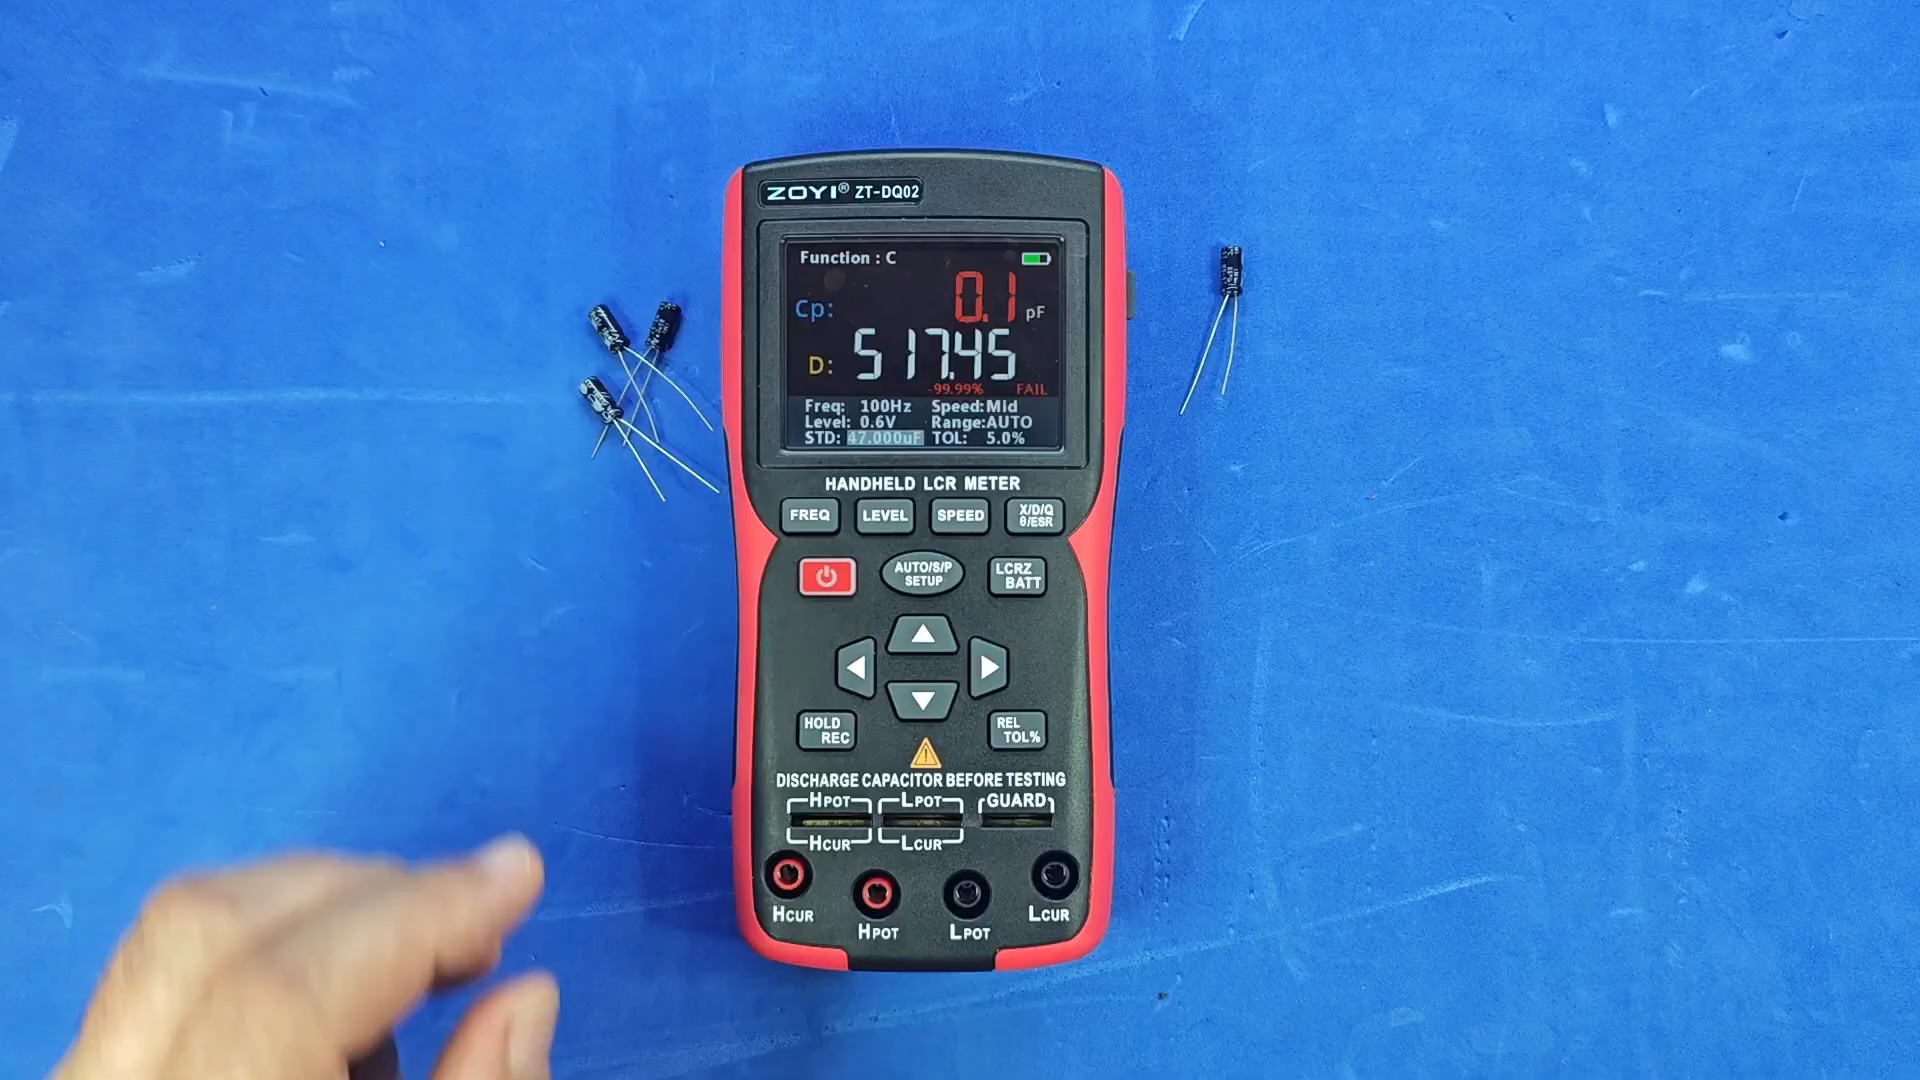 ZOYI® ZT-DQ02
Function : C
Cp: 0.1 pF
D: 517.45
-99.99% FAIL
Freq: 100Hz Speed: Mid
Level: 0.6V Range: AUTO
STD: 47.000uF TOL: 5.0%
HANDHELD LCR METER
FREQ LEVEL SPEED X/D/Q
θ/ESR
AUTO/S/P
SETUP
LCRZ
BATT
HOLD
REC
REL
TOL%
DISCHARGE CAPACITOR BEFORE TESTING
HPOT LPOT GUARD
HCUR LCUR
HCUR HPOT LPOT LCUR